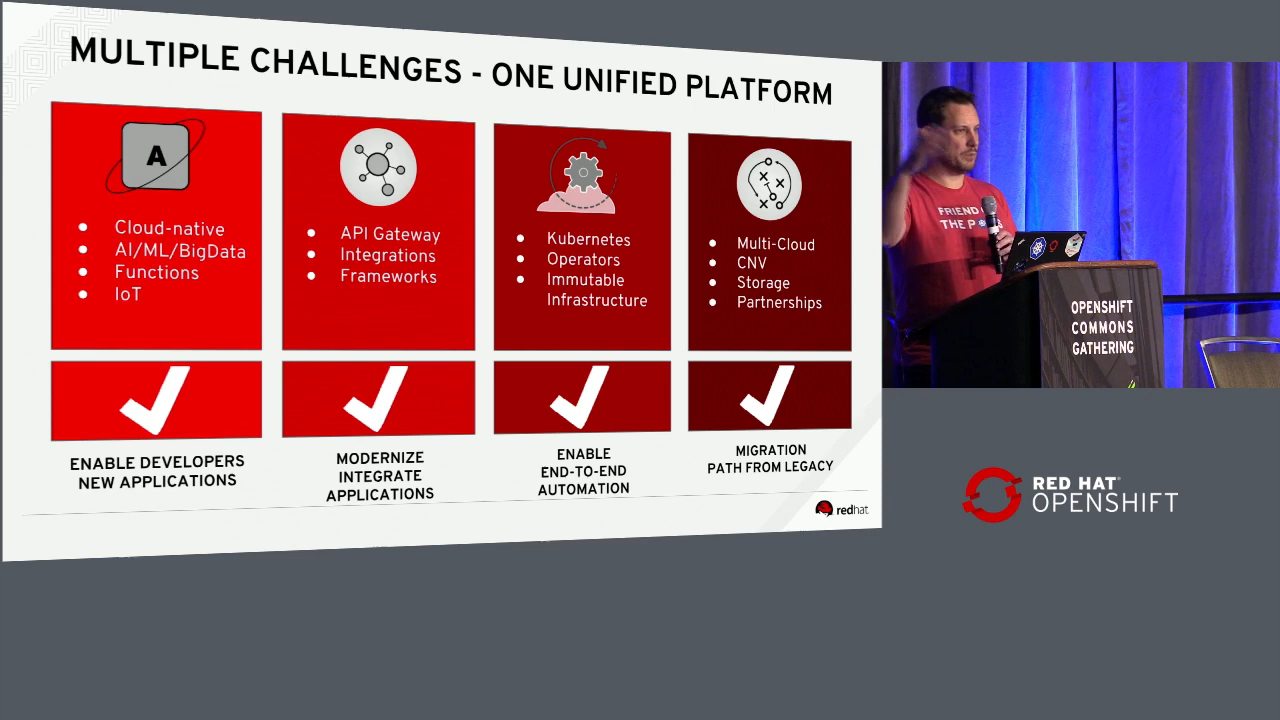 MULTIPLE CHALLENGES - ONE UNIFIED PLATFORM
A
● Cloud-native
● AI/ML/BigData
● Functions
● IoT
ENABLE DEVELOPERS
NEW APPLICATIONS
● API Gateway
● Integrations
● Frameworks
MODERNIZE
INTEGRATE
APPLICATIONS
● Kubernetes
● Operators
● Immutable
Infrastructure
ENABLE
END-TO-END
AUTOMATION
● Multi-Cloud
● CNV
● Storage
● Partnerships
MIGRATION
PATH FROM LEGACY
redhat.
FRIEND
THE
OPENSHIFT
COMMONS
GATHERING
RED HAT®
OPENSHIFT